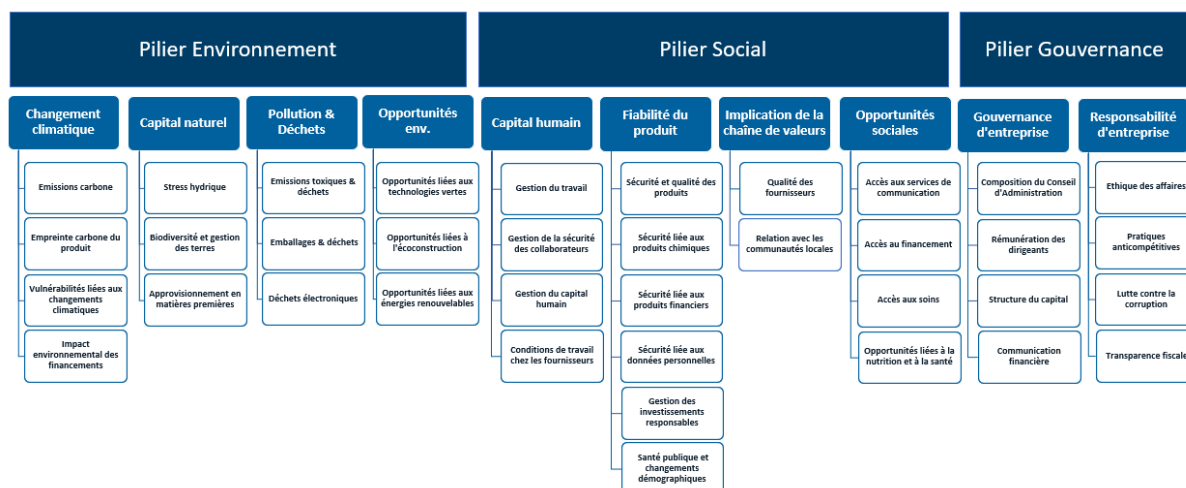 Pilier Environnement
Pilier Social
Pilier Gouvernance
Changement
climatique
Emissions carbone
Empreinte carbone du
produit
Vulnérabilités liées aux
changements
climatiques
Impact
environnemental des
financements
Capital naturel
Stress hydrique
Biodiversité et gestion
des terres
Approvisionnement en
matières premières
Pollution &
Déchets
Emissions toxiques &
déchets
Emballages & déchets
Déchets électroniques
Opportunités
env.
Opportunités liées aux
technologies vertes
Opportunités liées à
l'écoconstruction
Opportunités liées aux
énergies renouvelables
Capital humain
Gestion du travail
Gestion de la sécurité
des collaborateurs
Gestion du capital
humain
Conditions de travail
chez les fournisseurs
Fiabilité du
produit
Sécurité et qualité des
produits
Sécurité liée aux
produits chimiques
Sécurité liée aux
produits financiers
Sécurité liée aux
données personnelles
Gestion des
investissements
responsables
Santé publique et
changements
démographiques
Implication de la
chaîne de valeurs
Qualité des
fournisseurs
Relation avec les
communautés locales
Opportunités
sociales
Accès aux services de
communication
Accès au financement
Accès aux soins
Opportunités liées à la
nutrition et à la santé
Gouvernance
d'entreprise
Composition du Conseil
d'Administration
Rémunération des
dirigeants
Structure du capital
Communication
financière
Responsabilité
d'entreprise
Ethique des affaires
Pratiques
anticompétitives
Lutte contre la
corruption
Transparence fiscale